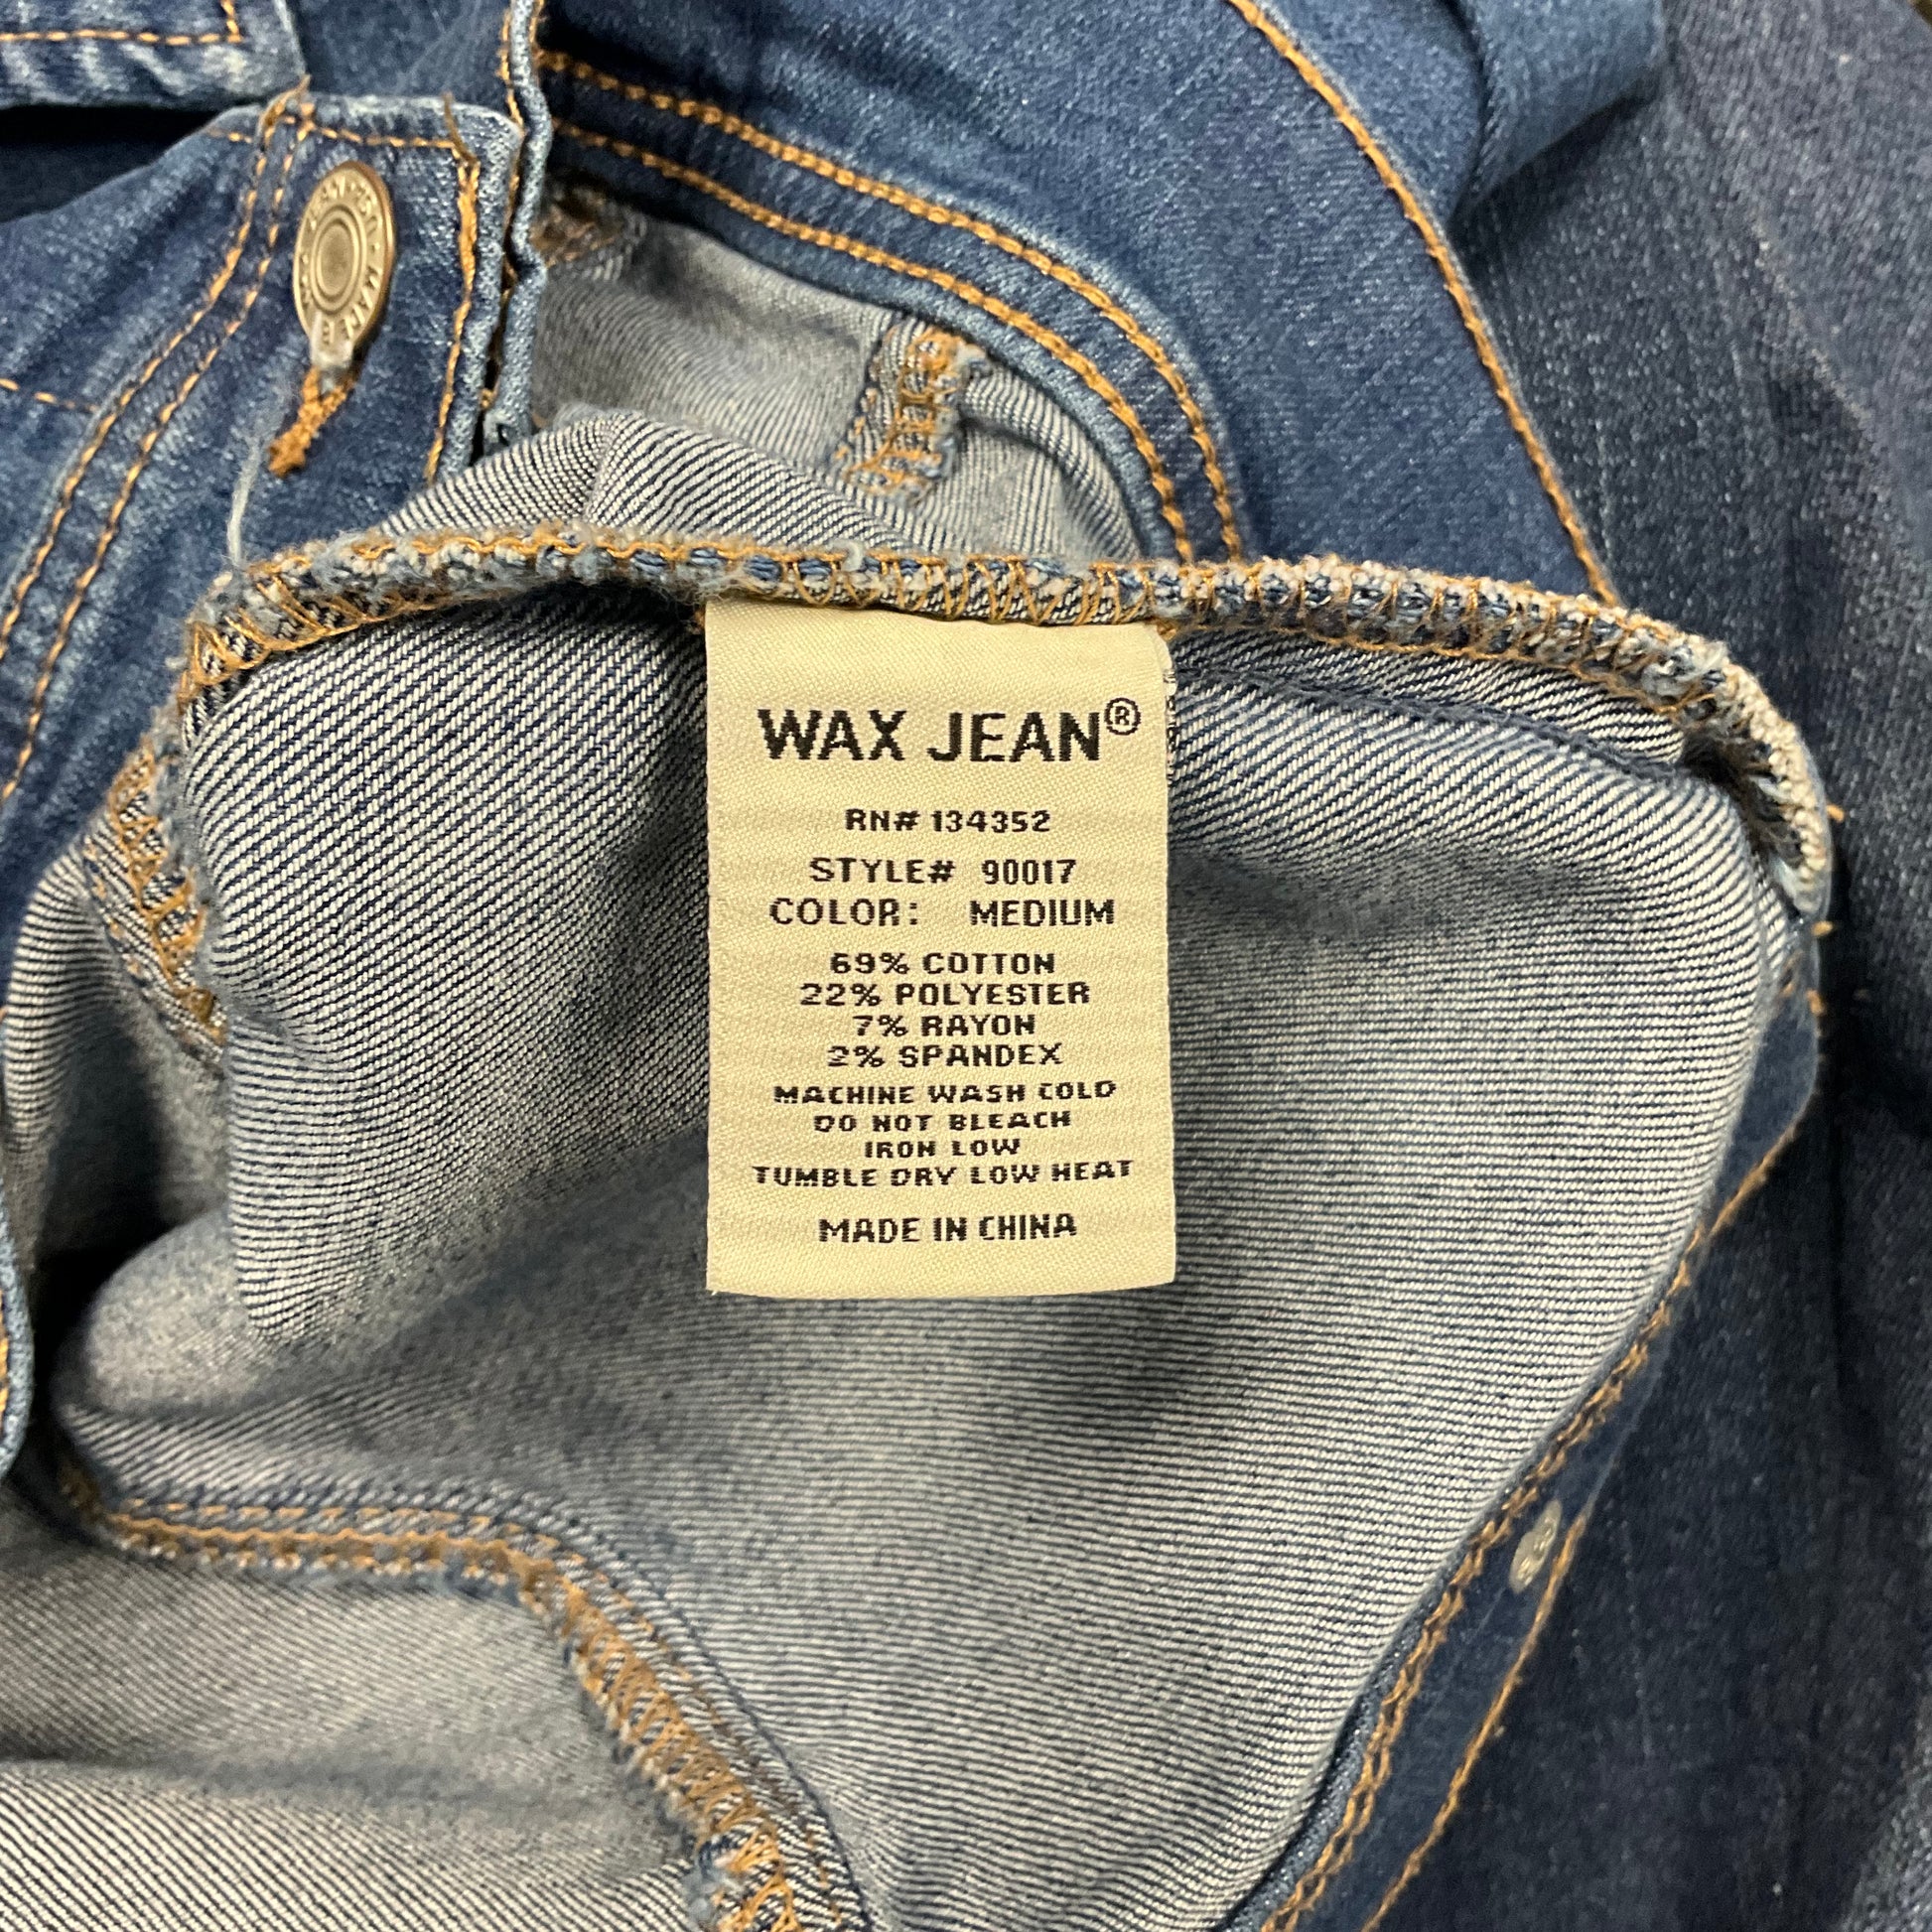 WAX JEAN®
RN# 134352
STYLE# 90017
COLOR: MEDIUM
69% COTTON
22% POLYESTER
7% RAYON
2% SPANDEX
MACHINE WASH COLD
DO NOT BLEACH
IRON LOW
TUMBLE DRY LOW HEAT
MADE IN CHINA